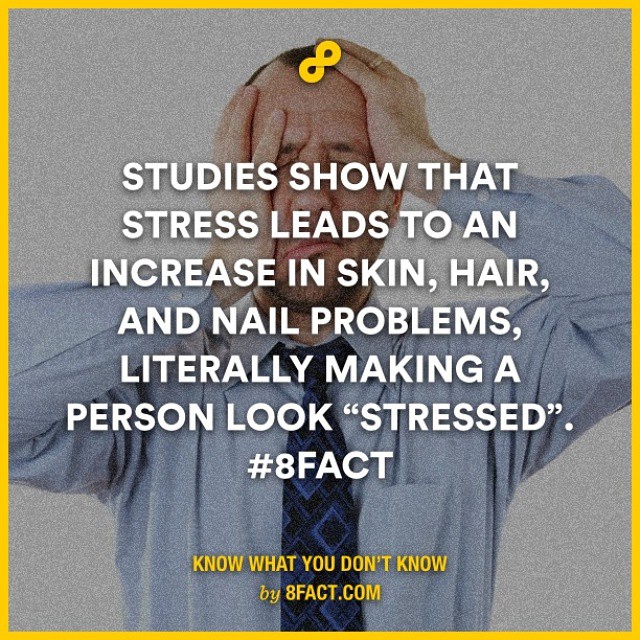 STUDIES SHOW THAT
STRESS LEADS TO AN
INCREASE IN SKIN, HAIR,
AND NAIL PROBLEMS,
LITERALLY MAKING A
PERSON LOOK “STRESSED”.
#8FACT
KNOW WHAT YOU DON’T KNOW
by 8FACT.COM